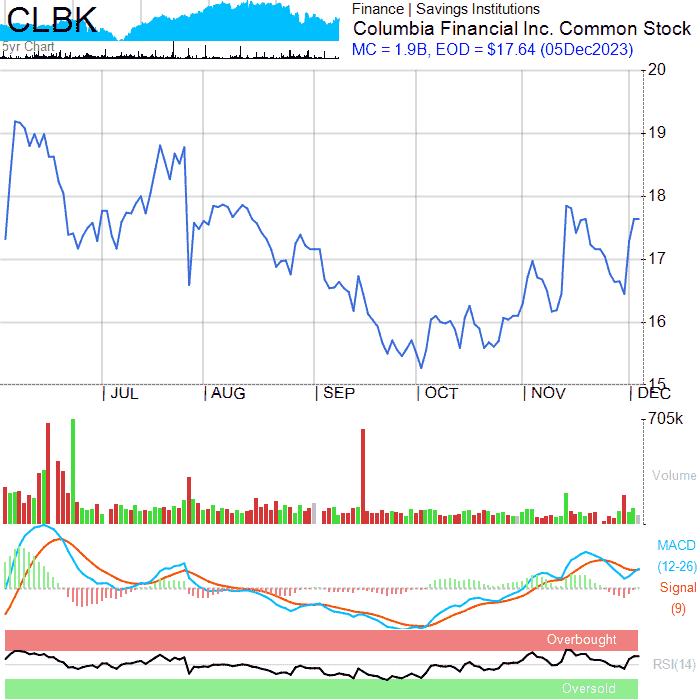 CLBK
5yr Chart
Finance | Savings Institutions
Columbia Financial Inc. Common Stock
MC = 1.9B, EOD = $17.64 (05Dec2023)
20
19
18
17
16
15
JUL AUG SEP OCT NOV DEC
705k
Volume
MACD
(12-26)
Signal
(9)
Overbought
RSI(14)
Oversold